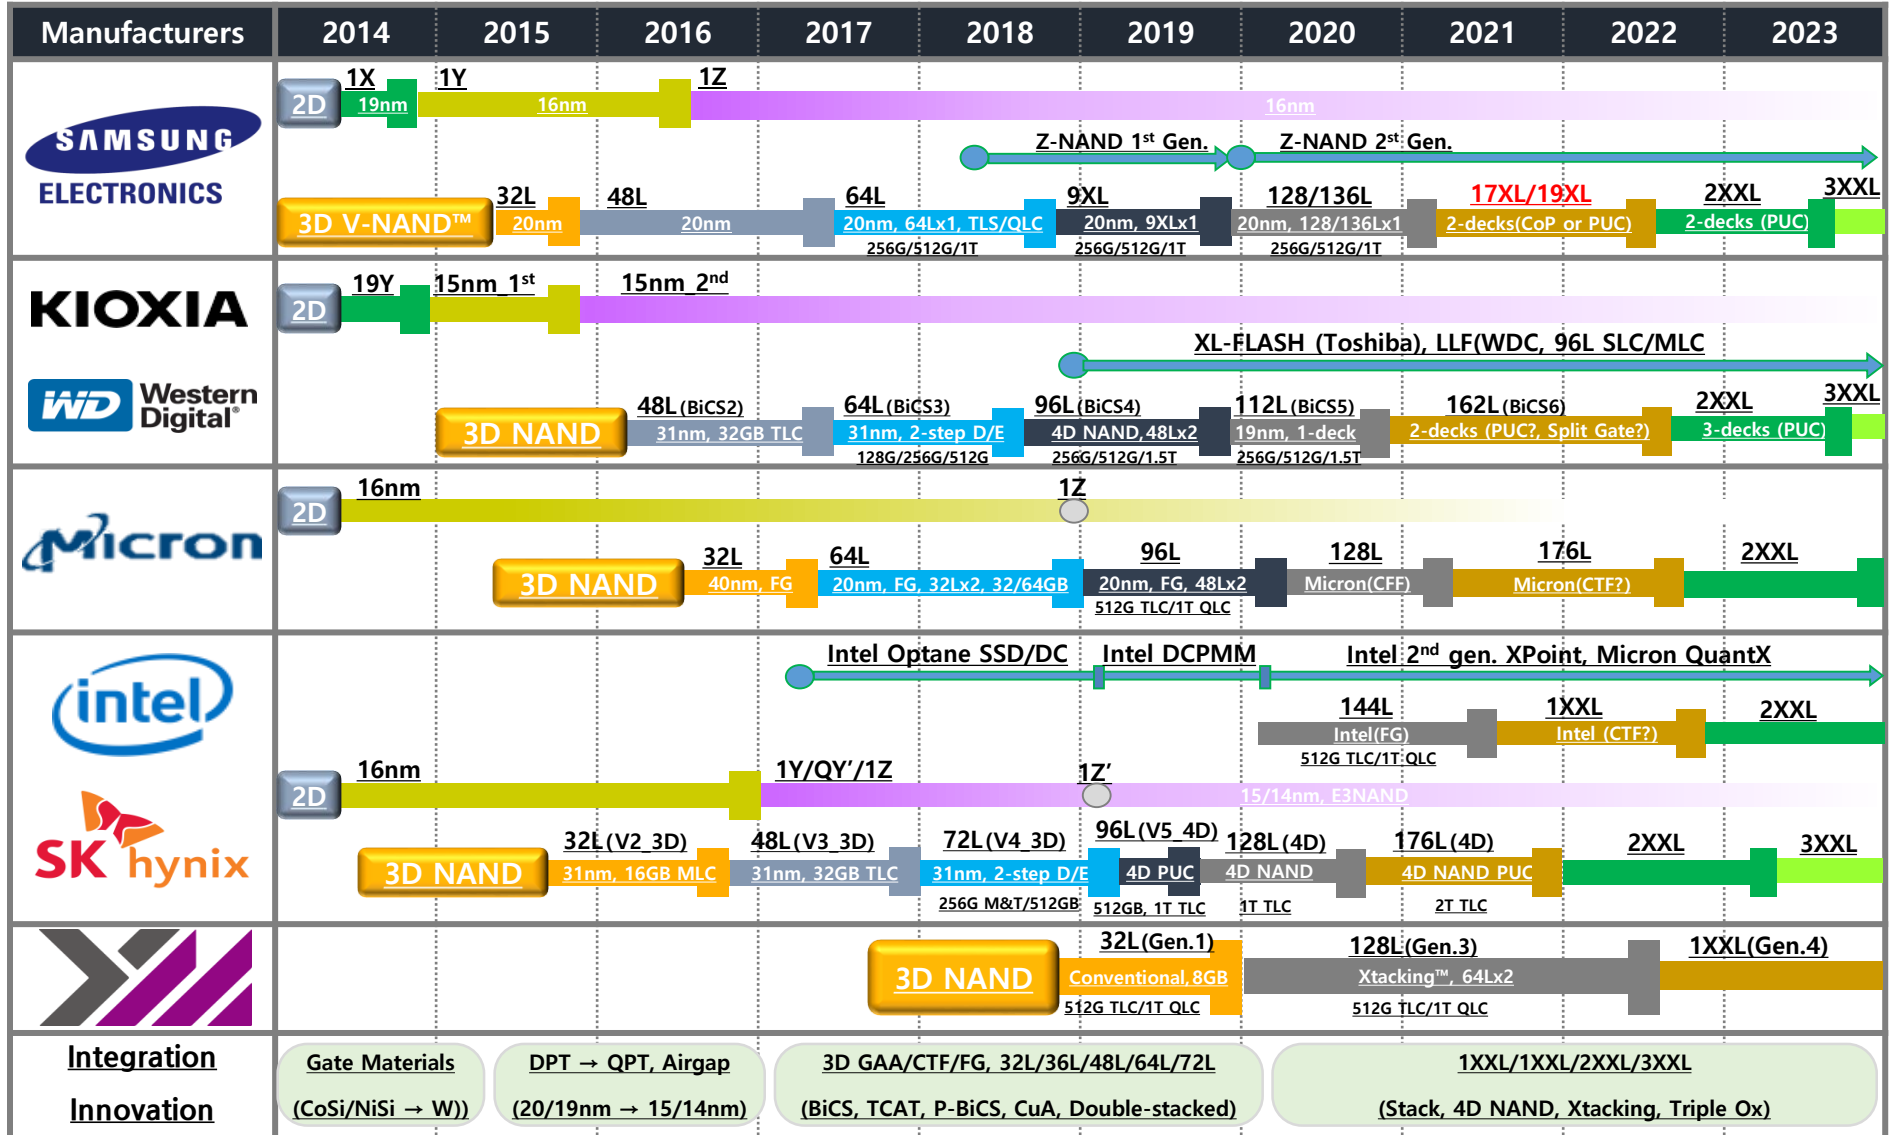 Manufacturers 2014 2015 2016 2017 2018 2019 2020 2021 2022 2023
SAMSUNG
ELECTRONICS
1X 1Y 1Z
2D 19nm 16nm 16nm
Z-NAND 1st Gen. Z-NAND 2st Gen.
32L 48L 64L 9XL 128/136L 17XL/19XL 2XXL 3XXL
3D V-NAND™ 20nm 20nm 20nm, 64Lx1, TLS/QLC 20nm, 9XLx1 20nm, 128/136Lx1 2-decks(CoP or PUC) 2-decks (PUC)
256G/512G/1T 256G/512G/1T 256G/512G/1T
KIOXIA
WD Western
Digital®
19Y 15nm_1st 15nm_2nd
2D
XL-FLASH (Toshiba), LLF(WDC, 96L SLC/MLC
48L (BiCS2) 64L (BiCS3) 96L (BiCS4) 112L (BiCS5) 162L (BiCS6) 2XXL 3XXL
3D NAND 31nm, 32GB TLC 31nm, 2-step D/E 4D NAND, 48Lx2 19nm, 1-deck 2-decks (PUC?, Split Gate?) 3-decks (PUC)
128G/256G/512G 256G/512G/1.5T 256G/512G/1.5T
Micron
16nm 1Z
2D
32L 64L 96L 128L 176L 2XXL
3D NAND 40nm, FG 20nm, FG, 32Lx2, 32/64GB 20nm, FG, 48Lx2 Micron(CFF) Micron(CTF?)
512G TLC/1T QLC
intel
Intel Optane SSD/DC Intel DCPMM Intel 2nd gen. XPoint, Micron QuantX
144L 1XXL 2XXL
Intel(FG) Intel (CTF?)
512G TLC/1T QLC
SK hynix
16nm 1Y/QY’/1Z 1Z’
2D 15/14nm, E3NAND
32L (V2_3D) 48L (V3_3D) 72L (V4_3D) 96L (V5_4D) 128L (4D) 176L (4D) 2XXL 3XXL
3D NAND 31nm, 16GB MLC 31nm, 32GB TLC 31nm, 2-step D/E 4D PUC 4D NAND 4D NAND PUC
256G M&T/512GB 512GB, 1T TLC 1T TLC 2T TLC
32L (Gen.1) 128L (Gen.3) 1XXL(Gen.4)
3D NAND Conventional, 8GB Xtacking™, 64Lx2
512G TLC/1T QLC 512G TLC/1T QLC
Integration
Innovation
Gate Materials
(CoSi/NiSi → W))
DPT → QPT, Airgap
(20/19nm → 15/14nm)
3D GAA/CTF/FG, 32L/36L/48L/64L/72L
(BiCS, TCAT, P-BiCS, CuA, Double-stacked)
1XXL/1XXL/2XXL/3XXL
(Stack, 4D NAND, Xtacking, Triple Ox)